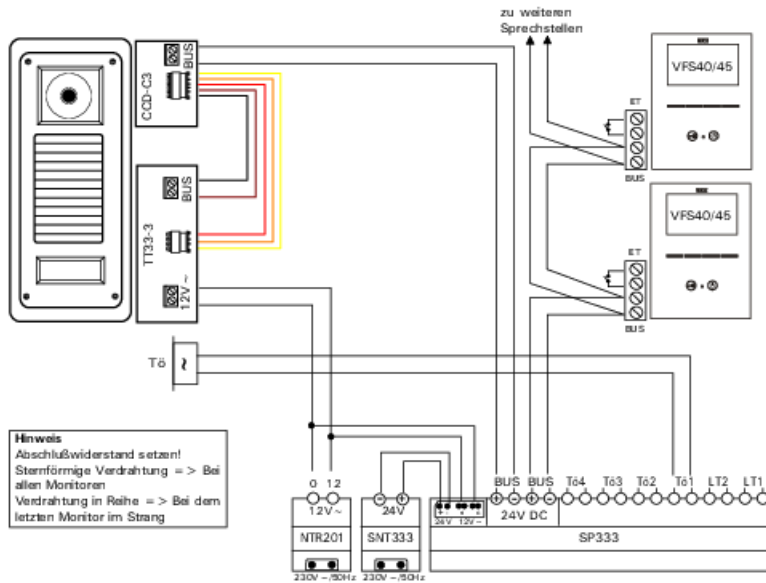 zu weiteren
Sprechstellen
BUS
CCD-C3
VFS40/45
ET
BUS
BUS
TT33-3
12V ~
VFS40/45
ET
BUS
Tö
Hinweis
Abschlußwiderstand setzen!
Sternförmige Verdrahtung => Bei
allen Monitoren
Verdrahtung in Reihe => Bei dem
letzten Monitor im Strang
0 12
12V~
NTR201
230V ~/50Hz
- +
24V
SNT333
230V ~/50Hz
24V 12V~
BUS BUS Tö4 Tö3 Tö2 Tö1 LT2 LT1
+ - + -
24V DC
SP333